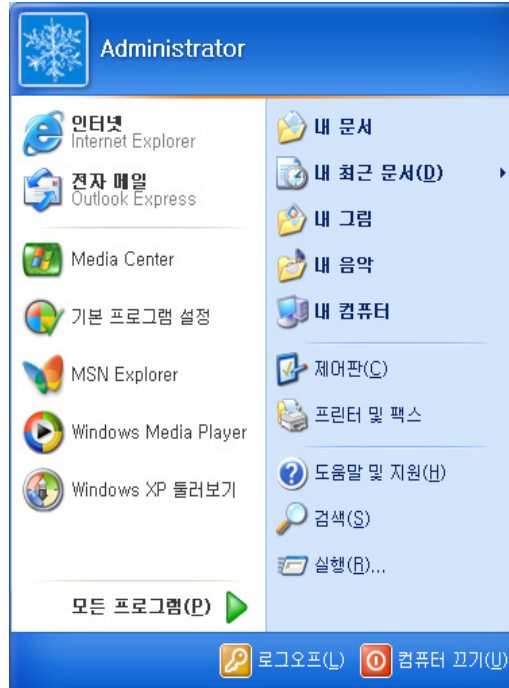 Administrator
인터넷
Internet Explorer
전자 메일
Outlook Express
Media Center
기본 프로그램 설정
MSN Explorer
Windows Media Player
Windows XP 둘러보기
모든 프로그램(P)
내 문서
내 최근 문서(D)
내 그림
내 음악
내 컴퓨터
제어판(C)
프린터 및 팩스
도움말 및 지원(H)
검색(S)
실행(R)...
로그오프(L)
컴퓨터 끄기(U)